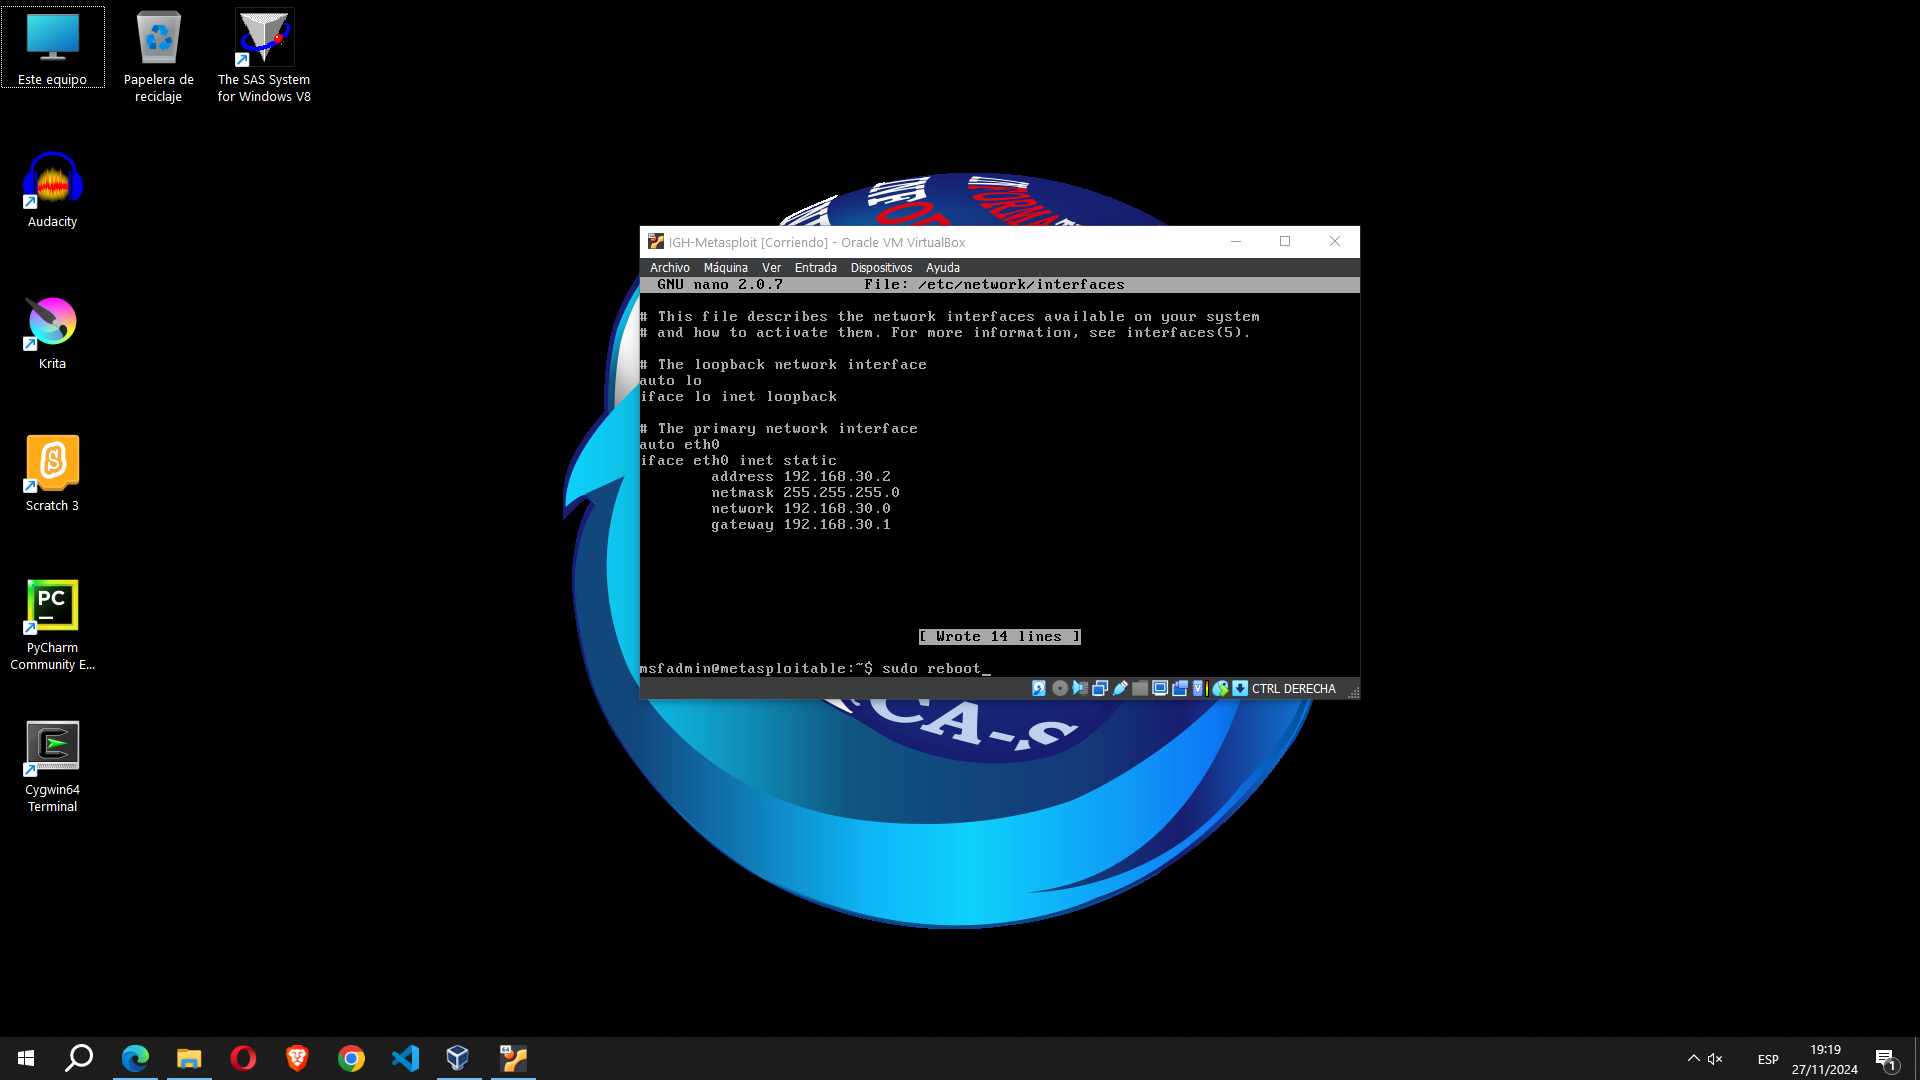 Este equipo
Papelera de
reciclaje
The SAS System
for Windows V8
Audacity
Krita
Scratch 3
PC
PyCharm
Community E...
Cygwin64
Terminal
IGH-Metasploit [Corriendo] - Oracle VM VirtualBox
Archivo Máquina Ver Entrada Dispositivos Ayuda
GNU nano 2.0.7 File: /etc/network/interfaces
# This file describes the network interfaces available on your system
# and how to activate them. For more information, see interfaces(5).
# The loopback network interface
auto lo
iface lo inet loopback
# The primary network interface
auto eth0
iface eth0 inet static
address 192.168.30.2
netmask 255.255.255.0
network 192.168.30.0
gateway 192.168.30.1
[ Wrote 14 lines ]
msfadmin@metasploitable:~$ sudo reboot_
CTRL DERECHA
ESP
19:19
27/11/2024
1